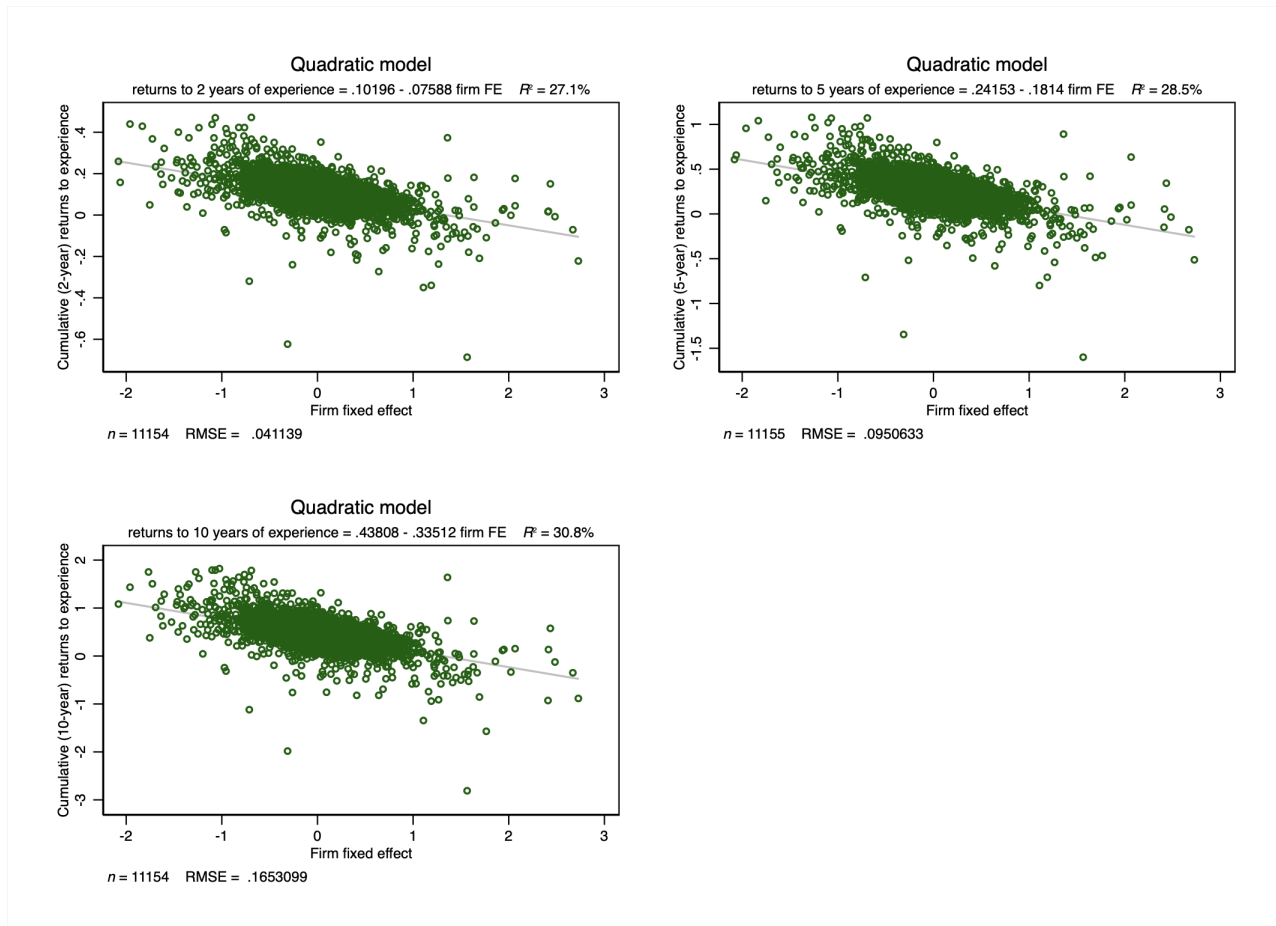 Quadratic model
returns to 2 years of experience = .10196 - .07588 firm FE R² = 27.1%
Cumulative (2-year) returns to experience
.4
.2
0
-.2
-.4
-.6
-2 -1 0 1 2 3
Firm fixed effect
n = 11154 RMSE = .041139
Quadratic model
returns to 5 years of experience = .24153 - .1814 firm FE R² = 28.5%
Cumulative (5-year) returns to experience
1
.5
0
-.5
-1
-1.5
-2 -1 0 1 2 3
Firm fixed effect
n = 11155 RMSE = .0950633
Quadratic model
returns to 10 years of experience = .43808 - .33512 firm FE R² = 30.8%
Cumulative (10-year) returns to experience
2
1
0
-1
-2
-3
-2 -1 0 1 2 3
Firm fixed effect
n = 11154 RMSE = .1653099